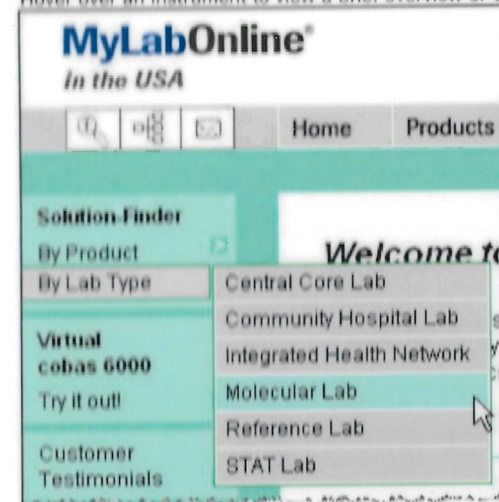 MyLabOnline®
in the USA
Home Products
Solution Finder
By Product
Welcome to
By Lab Type
Central Core Lab
Community Hospital Lab
Integrated Health Network
Molecular Lab
Reference Lab
STAT Lab
Virtual
cobas 6000
Try it out!
Customer
Testimonials